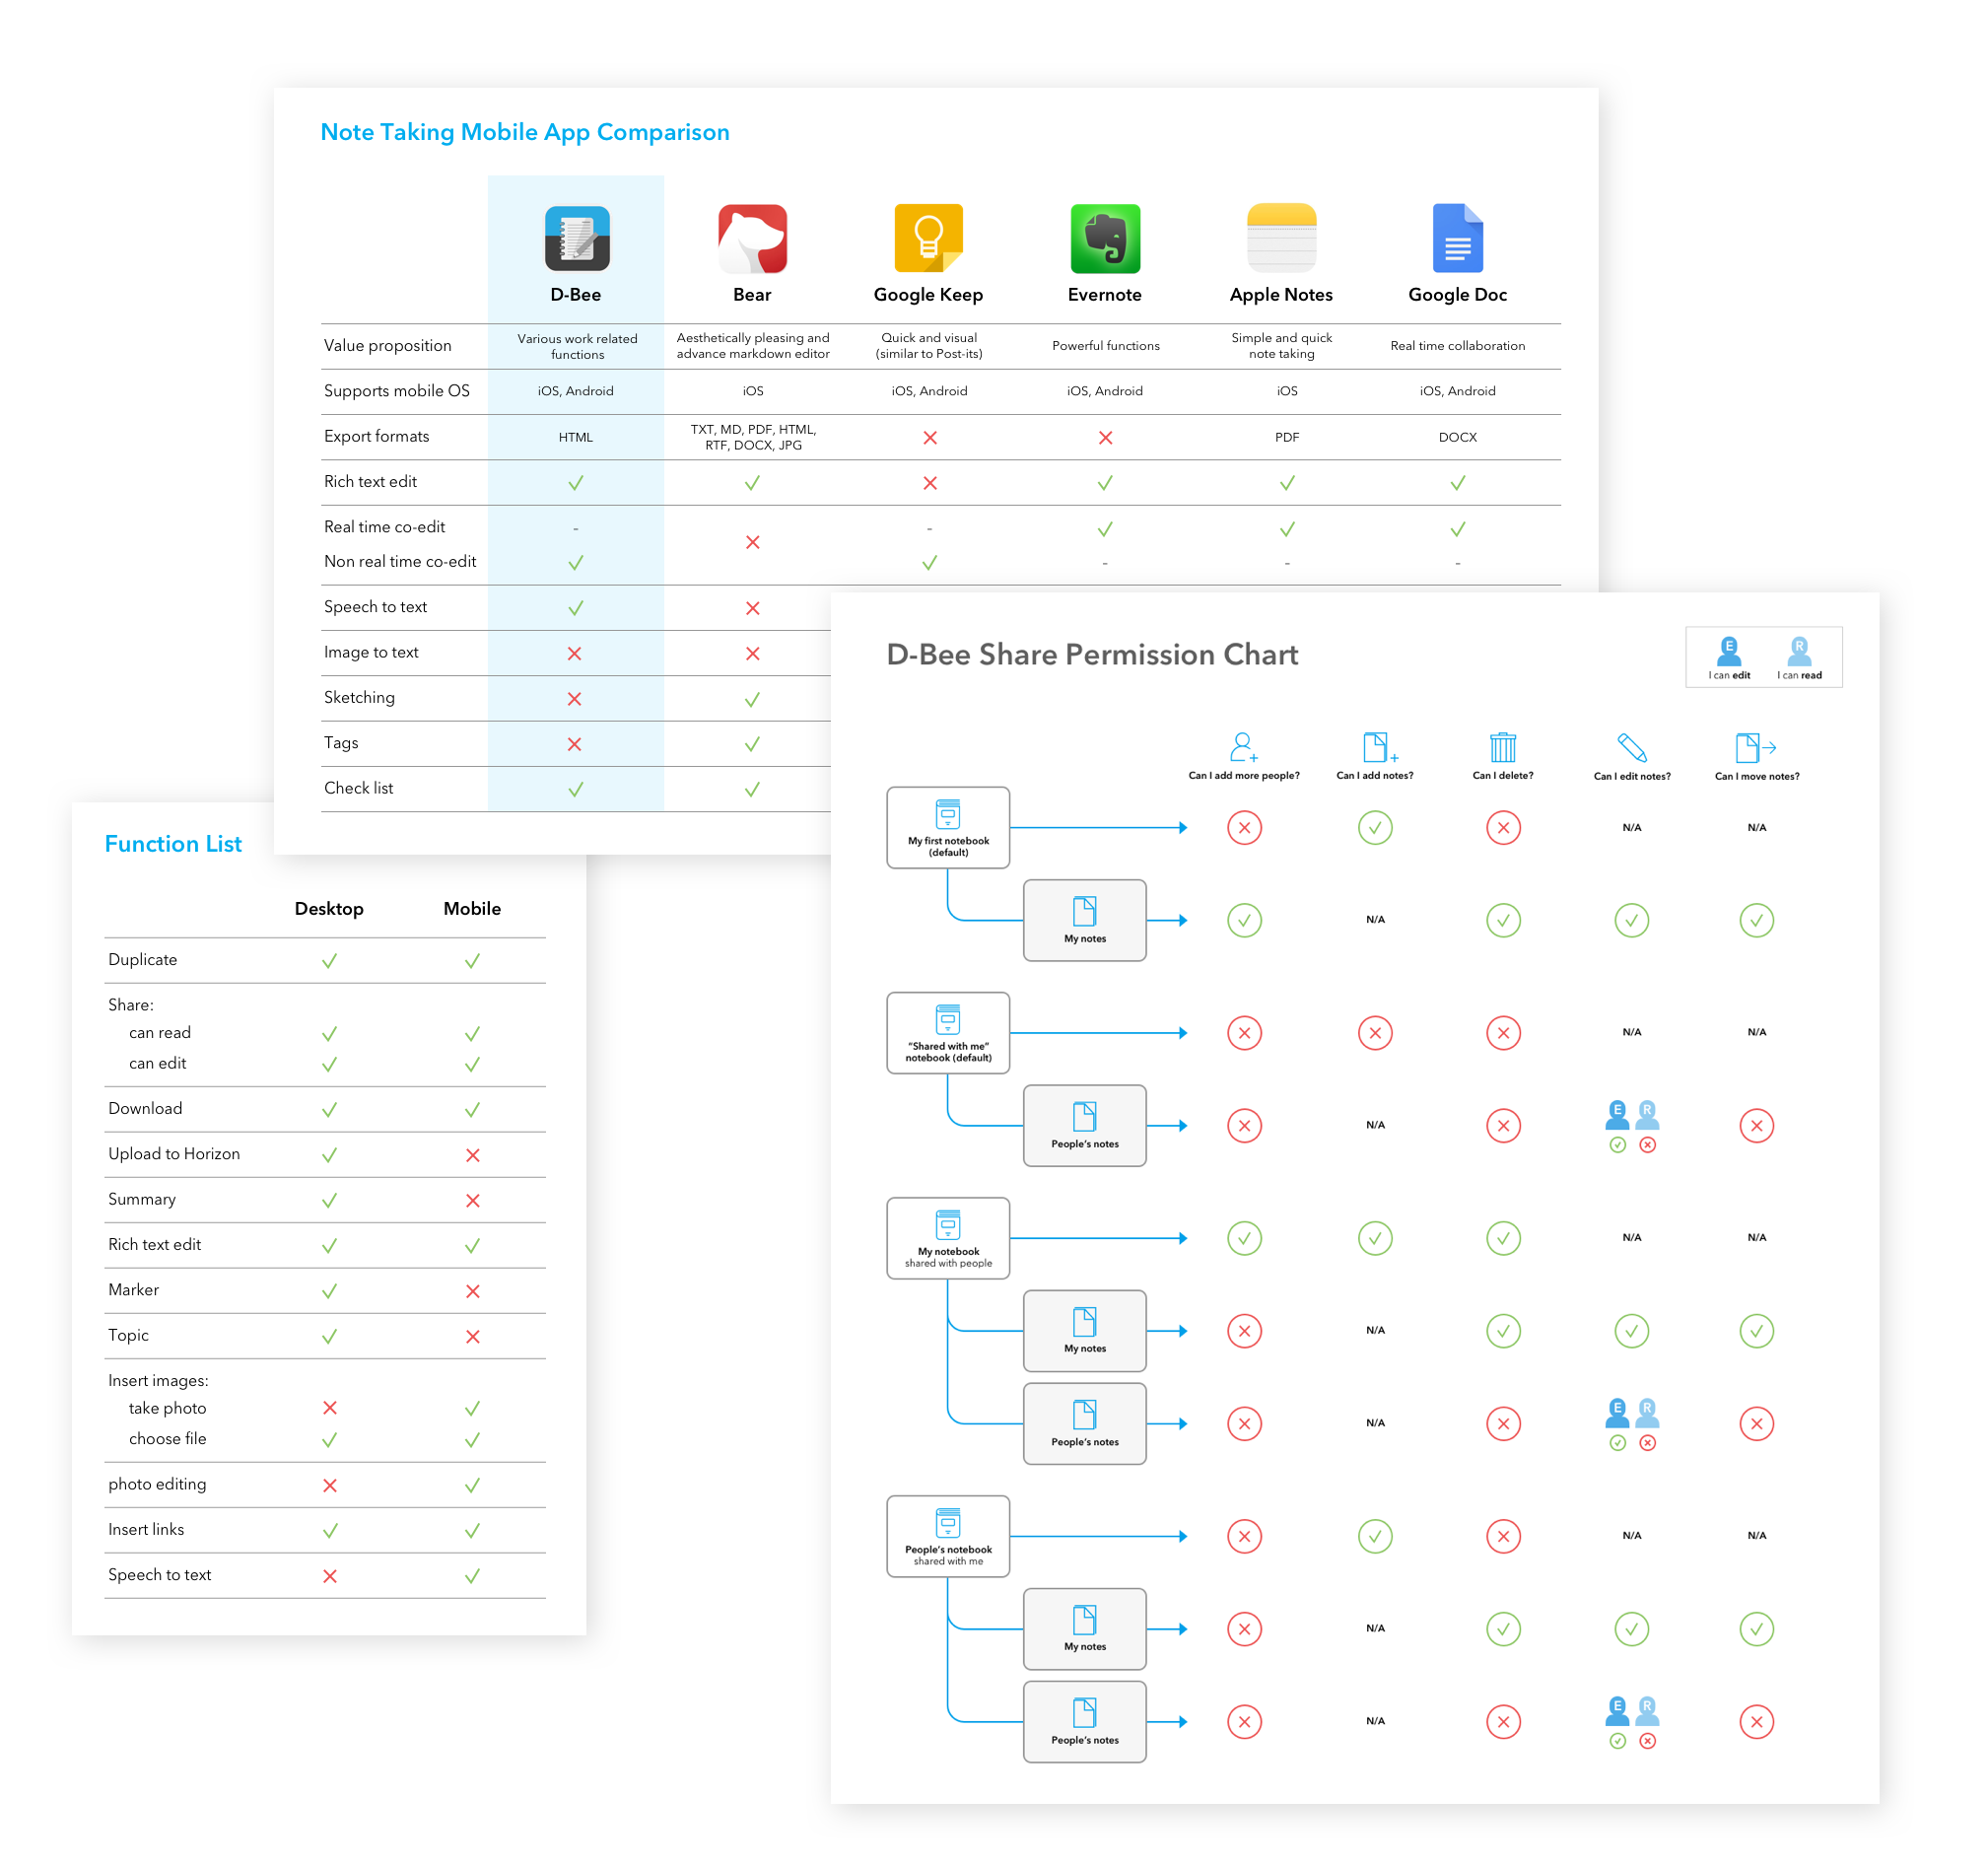 Note Taking Mobile App Comparison
D-Bee Bear Google Keep Evernote Apple Notes Google Doc
Value proposition
Various work related
functions
Aesthetically pleasing and
advance markdown editor
Quick and visual
(similar to Post-its)
Powerful functions
Simple and quick
note taking
Real time collaboration
Supports mobile OS iOS, Android iOS iOS, Android iOS, Android iOS iOS, Android
Export formats HTML
TXT, MD, PDF, HTML,
RTF, DOCX, JPG
PDF DOCX
Rich text edit
Real time co-edit - -
Non real time co-edit - - -
Speech to text
Image to text
Sketching
Tags
Check list
Function List
Desktop Mobile
Duplicate
Share:
can read
can edit
Download
Upload to Horizon
Summary
Rich text edit
Marker
Topic
Insert images:
take photo
choose file
photo editing
Insert links
Speech to text
D-Bee Share Permission Chart
E R
I can edit I can read
Can I add more people? Can I add notes? Can I delete? Can I edit notes? Can I move notes?
My first notebook
(default)
N/A N/A
My notes
N/A
"Shared with me"
notebook (default)
N/A N/A
People's notes
N/A
E R
My notebook
shared with people
N/A N/A
My notes
N/A
People's notes
N/A
E R
People's notebook
shared with me
N/A N/A
My notes
N/A
People's notes
N/A
E R